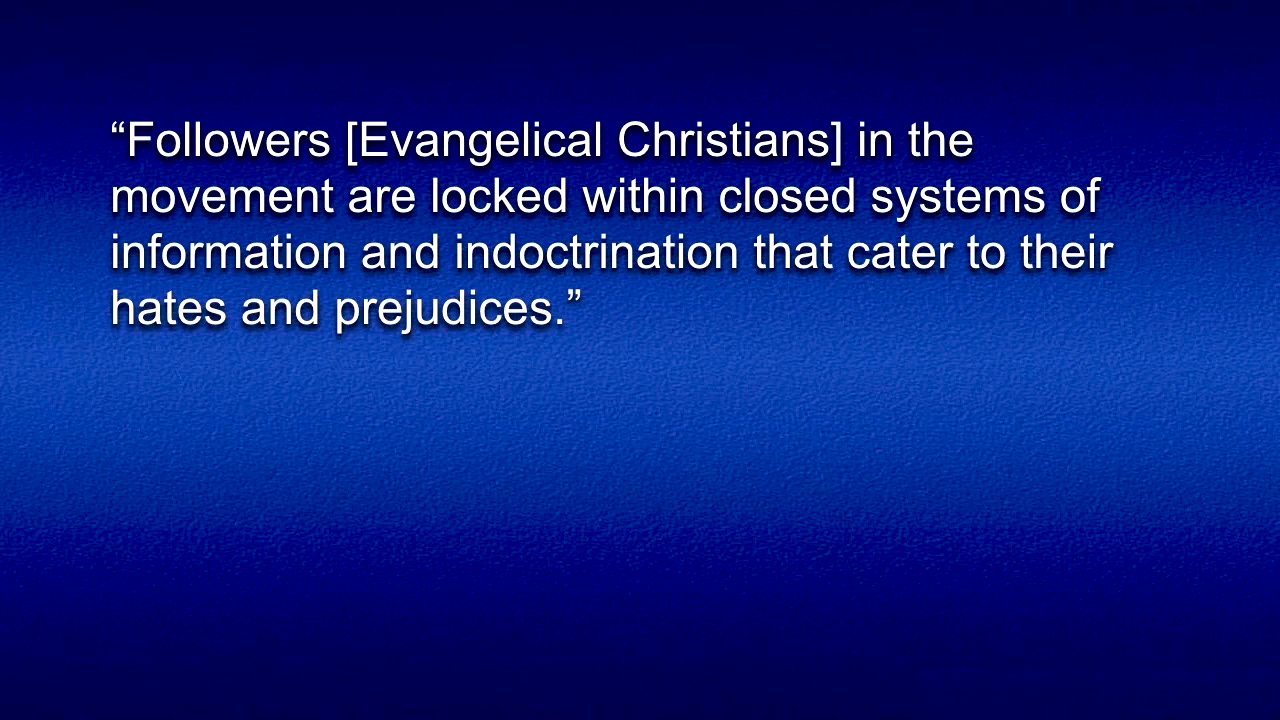 “Followers [Evangelical Christians] in the
movement are locked within closed systems of
information and indoctrination that cater to their
hates and prejudices.”